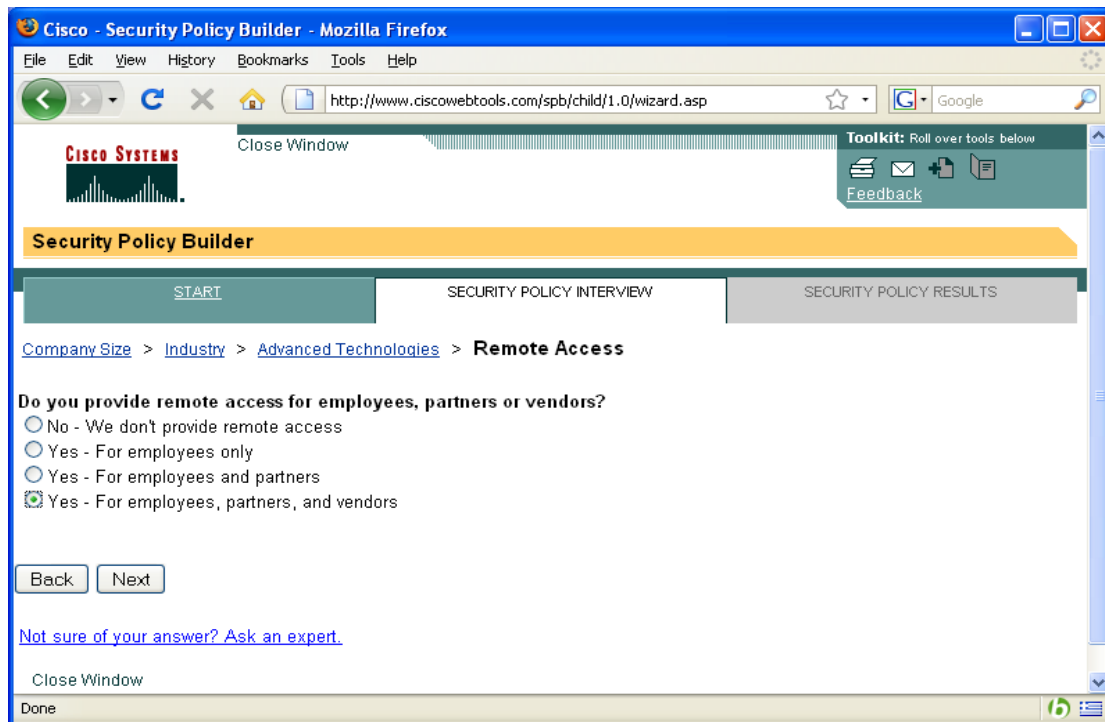 Cisco - Security Policy Builder - Mozilla Firefox
File Edit View History Bookmarks Tools Help
http://www.ciscowebtools.com/spb/child/1.0/wizard.asp
G Google
CISCO SYSTEMS
Close Window
Toolkit: Roll over tools below
Feedback
Security Policy Builder
START
SECURITY POLICY INTERVIEW
SECURITY POLICY RESULTS
Company Size > Industry > Advanced Technologies > Remote Access
Do you provide remote access for employees, partners or vendors?
No - We don't provide remote access
Yes - For employees only
Yes - For employees and partners
Yes - For employees, partners, and vendors
Back Next
Not sure of your answer? Ask an expert.
Close Window
Done